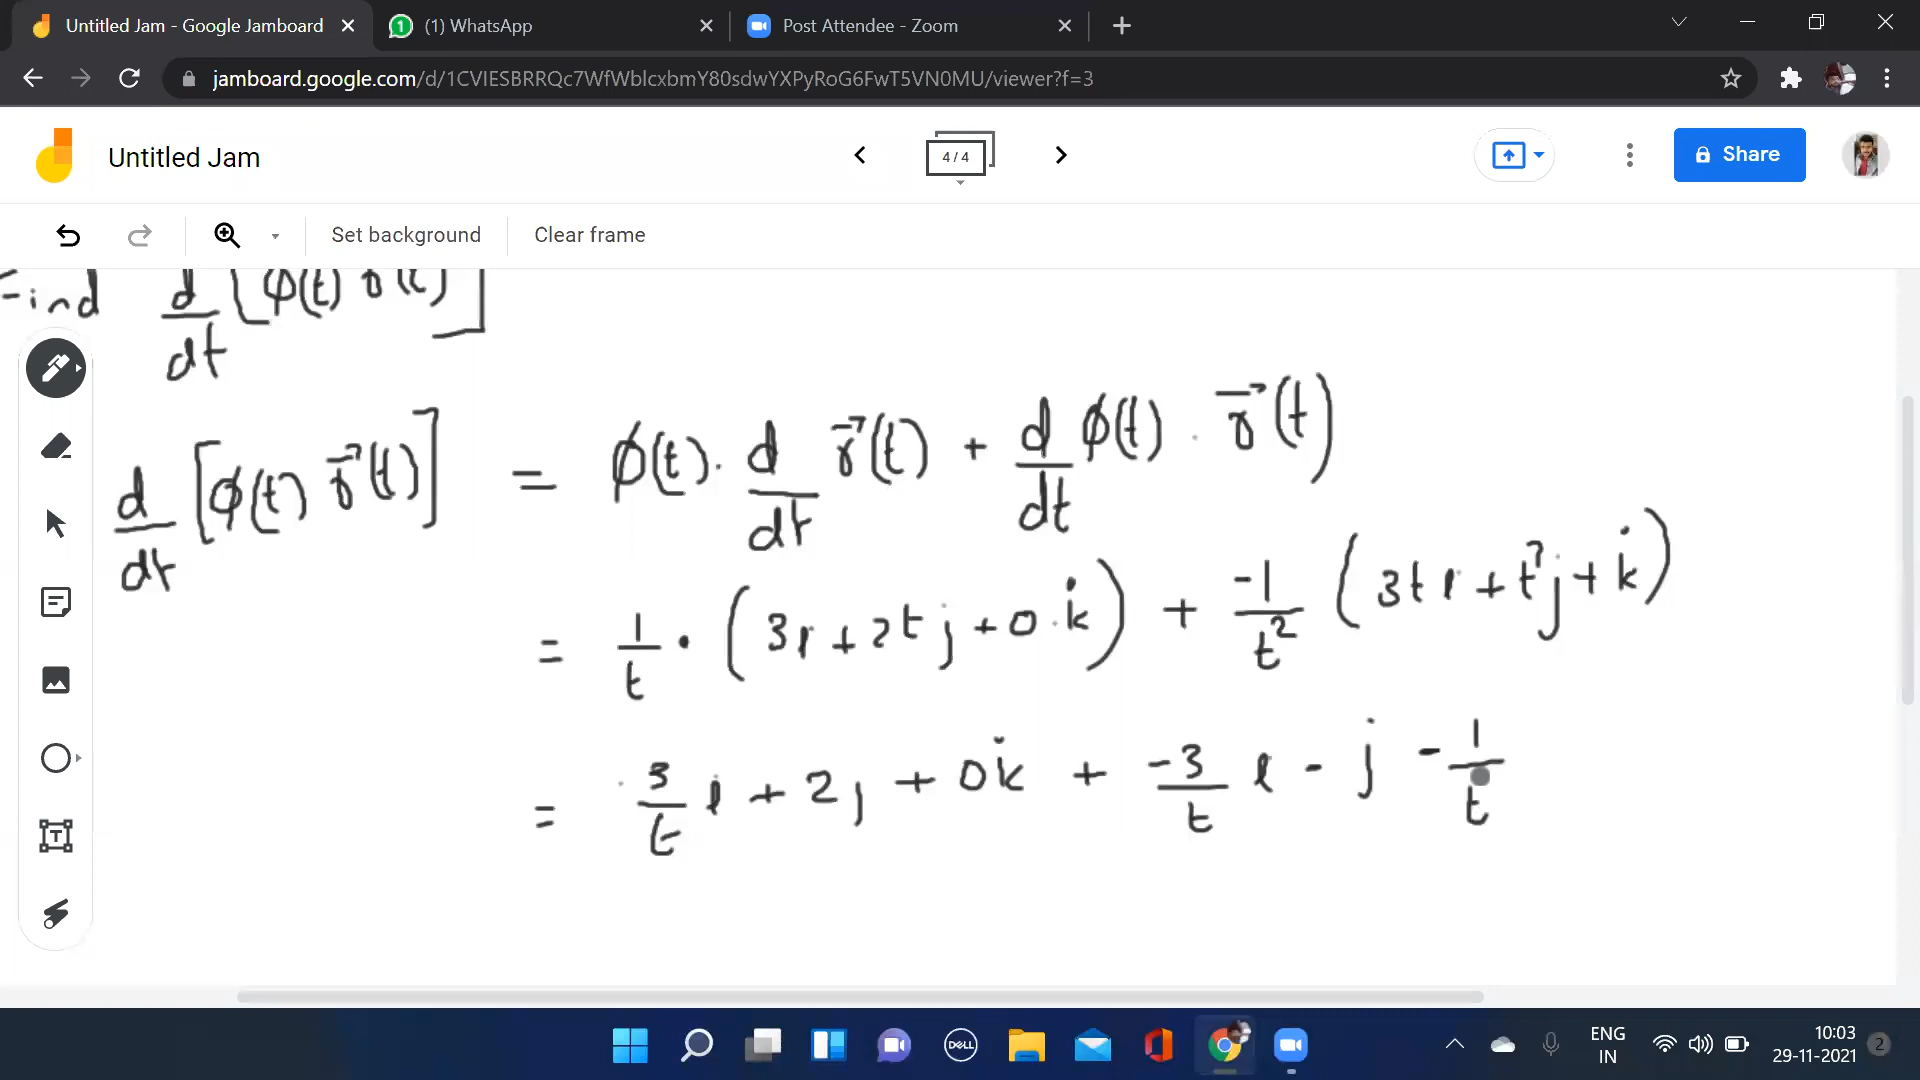 Untitled Jam - Google Jamboard
(1) WhatsApp
Post Attendee - Zoom
jamboard.google.com/d/1CVIESBRRQc7WfWblcxbmY80sdwYXPyRoG6FwT5VN0MU/viewer?f=3
Untitled Jam
4 / 4
Share
Set background
Clear frame
Find d/dt [ϕ(t) r(t)]
d/dt [ϕ(t) r⃗(t)] = ϕ(t) · d/dt r⃗(t) + d/dt ϕ(t) · r⃗(t)
= 1/t · (3i + 2t j + 0·k) + -1/t² (3t i + t² j + k)
= 3/t i + 2j + 0k + -3/t i - j - 1/t
DELL
ENG
IN
10:03
29-11-2021
2